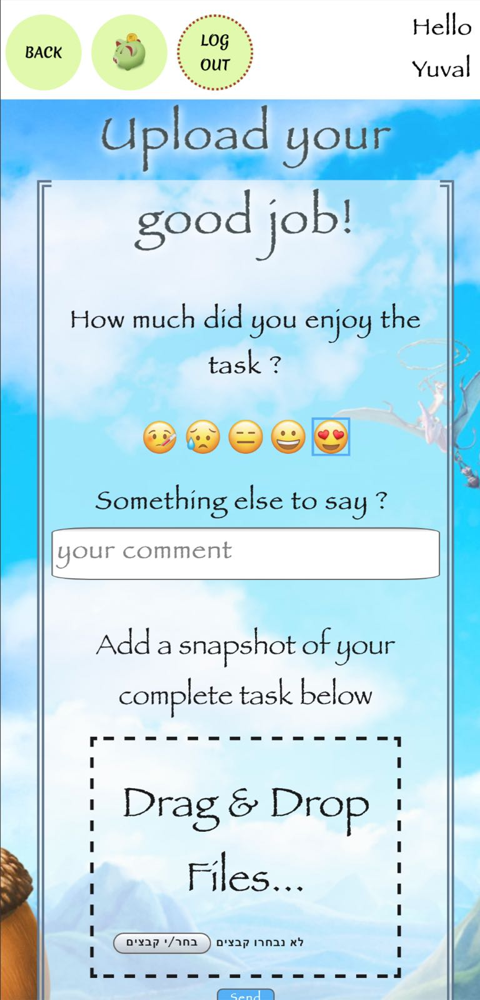 BACK
LOG
OUT
Hello
Yuval
Upload your
good job!
How much did you enjoy the
task ?
Something else to say ?
your comment
Add a snapshot of your
complete task below
Drag & Drop
Files...
בחר/י קבצים לא נבחרו קבצים
Send